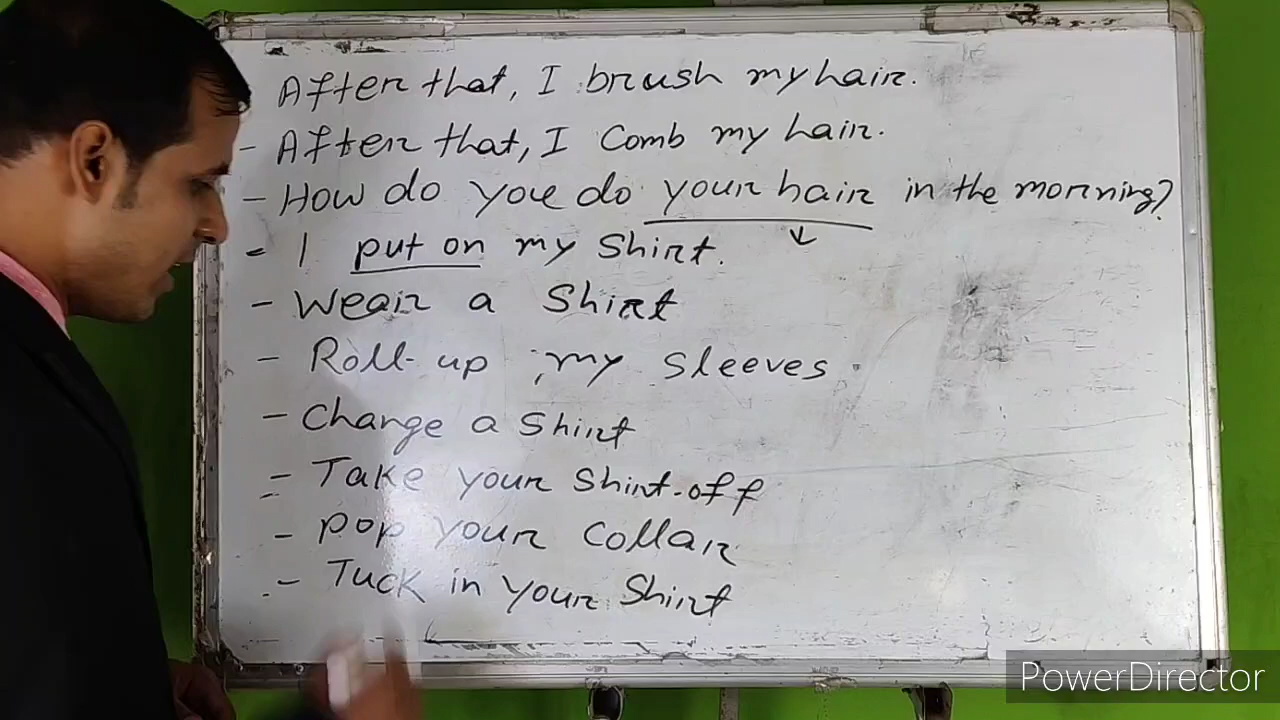 After that, I brush my hair.
- After that, I Comb my hair.
- How do you do your hair in the morning?
- I put on my Shirt.
- Wear a Shirt
- Roll-up my Sleeves.
- Change a Shirt
- Take your Shirt-off
- Pop your Collar
- Tuck in your Shirt
PowerDirector